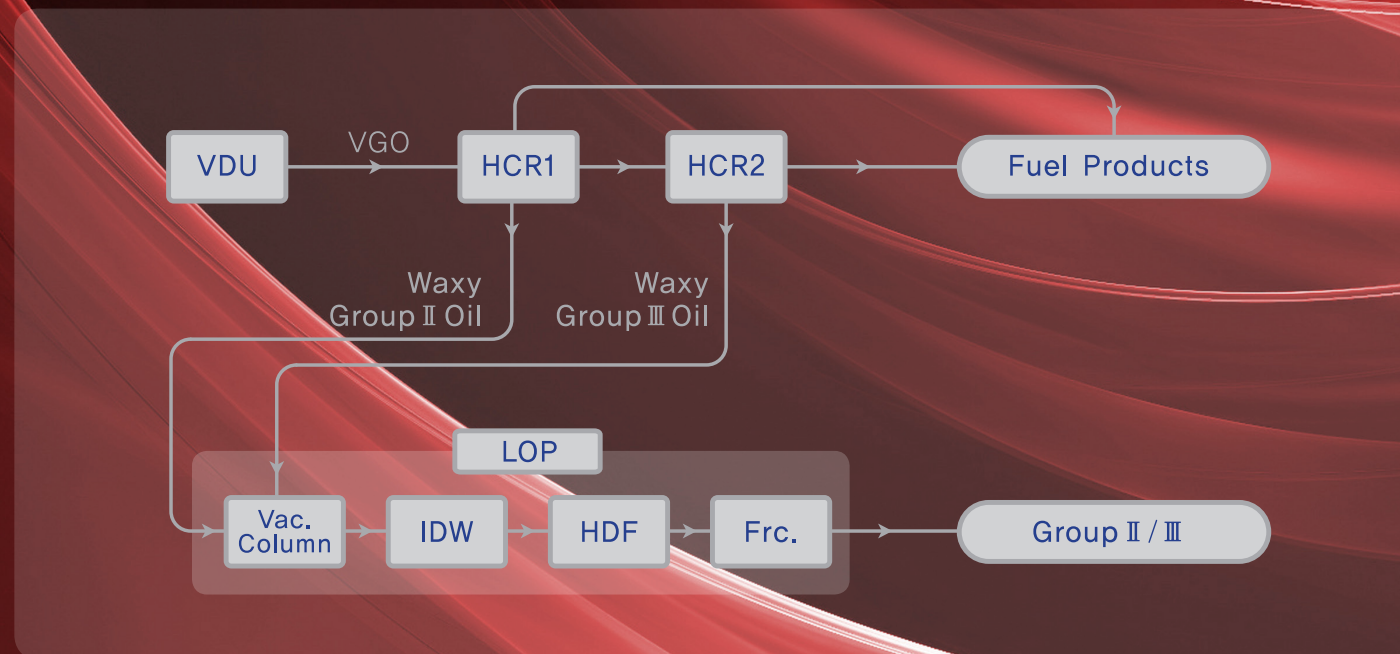 VGO
VDU
HCR1
HCR2
Fuel Products
Waxy
Group Ⅱ Oil
Waxy
Group Ⅲ Oil
LOP
Vac.
Column
IDW
HDF
Frc.
Group Ⅱ / Ⅲ